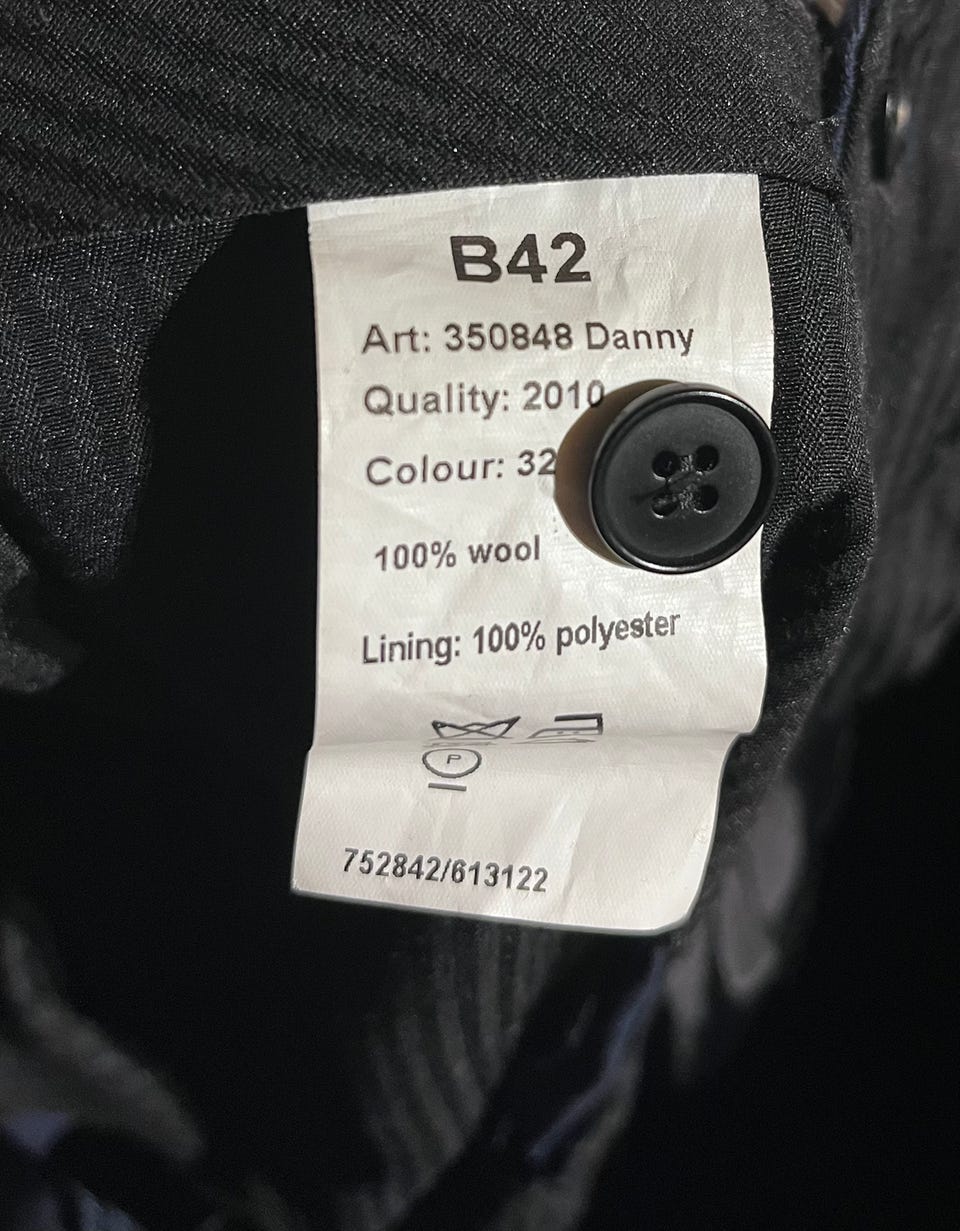 B42
Art: 350848 Danny
Quality: 2010
Colour: 32
100% wool
Lining: 100% polyester
P
752842/613122